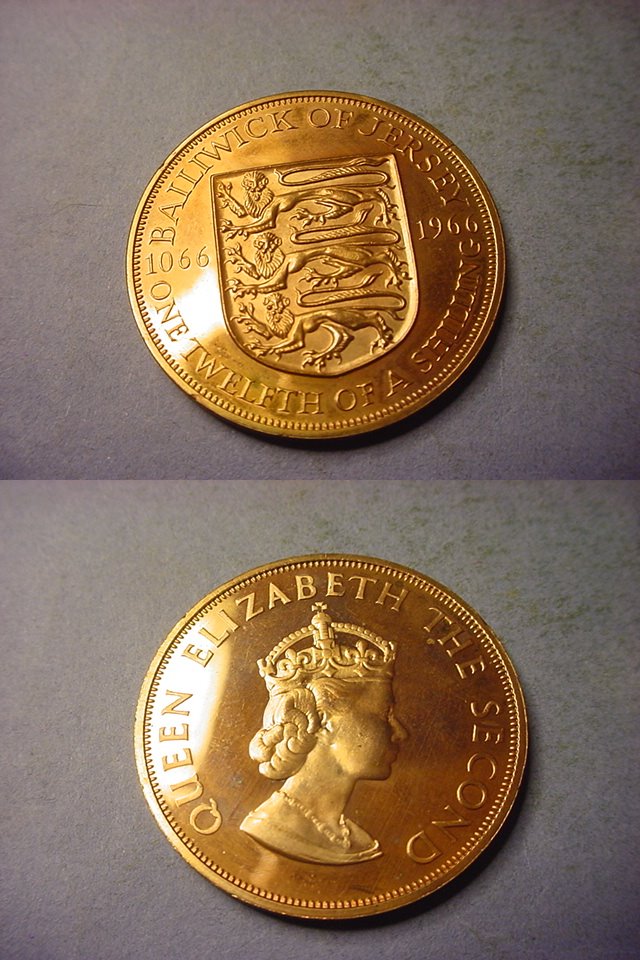 BAILIWICK OF JERSEY
1066 1966
ONE TWELFTH OF A SHILLING
QUEEN ELIZABETH THE SECOND